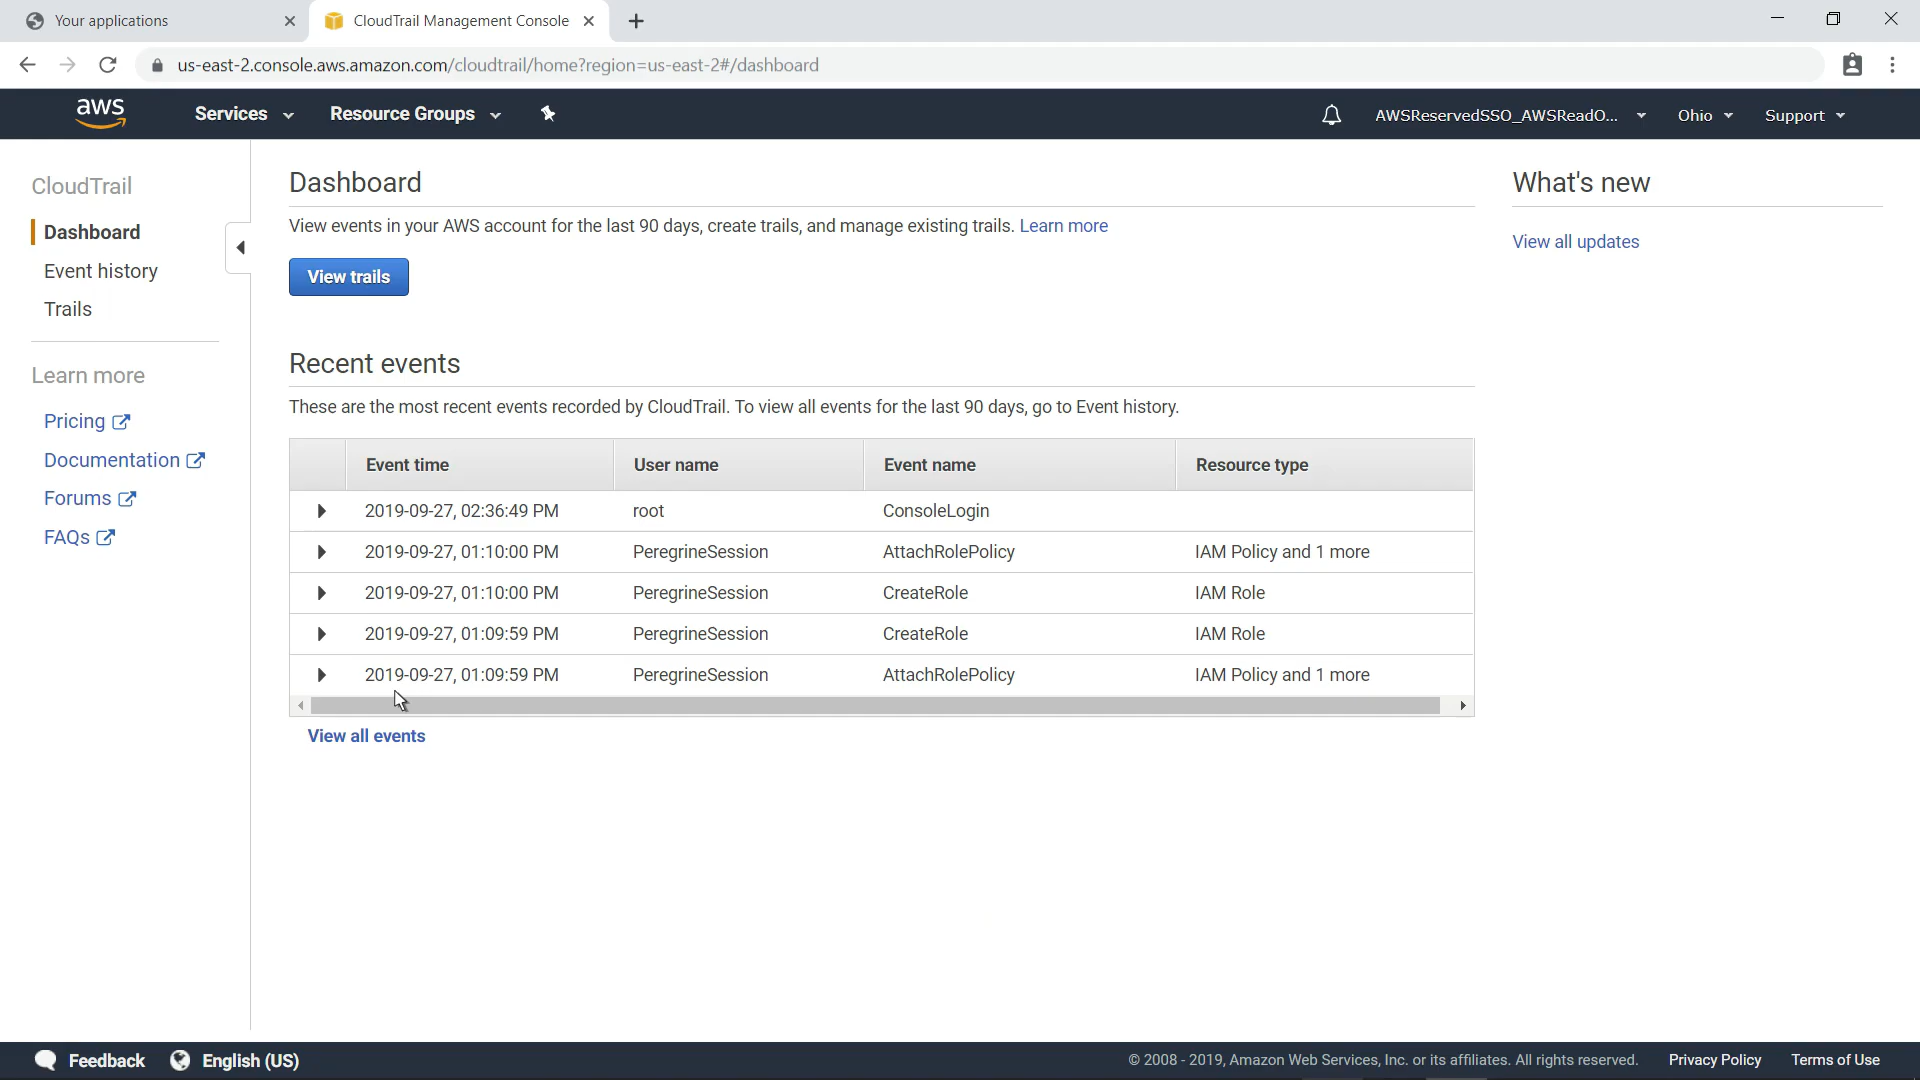 Your applications
CloudTrail Management Console
us-east-2.console.aws.amazon.com/cloudtrail/home?region=us-east-2#/dashboard
aws
Services
Resource Groups
AWSReservedSSO_AWSReadO...
Ohio
Support
CloudTrail
Dashboard
Event history
Trails
Learn more
Pricing
Documentation
Forums
FAQs
Dashboard
View events in your AWS account for the last 90 days, create trails, and manage existing trails. Learn more
View trails
Recent events
These are the most recent events recorded by CloudTrail. To view all events for the last 90 days, go to Event history.
Event time User name Event name Resource type
2019-09-27, 02:36:49 PM root ConsoleLogin
2019-09-27, 01:10:00 PM PeregrineSession AttachRolePolicy IAM Policy and 1 more
2019-09-27, 01:10:00 PM PeregrineSession CreateRole IAM Role
2019-09-27, 01:09:59 PM PeregrineSession CreateRole IAM Role
2019-09-27, 01:09:59 PM PeregrineSession AttachRolePolicy IAM Policy and 1 more
View all events
What's new
View all updates
Feedback
English (US)
© 2008 - 2019, Amazon Web Services, Inc. or its affiliates. All rights reserved.
Privacy Policy
Terms of Use